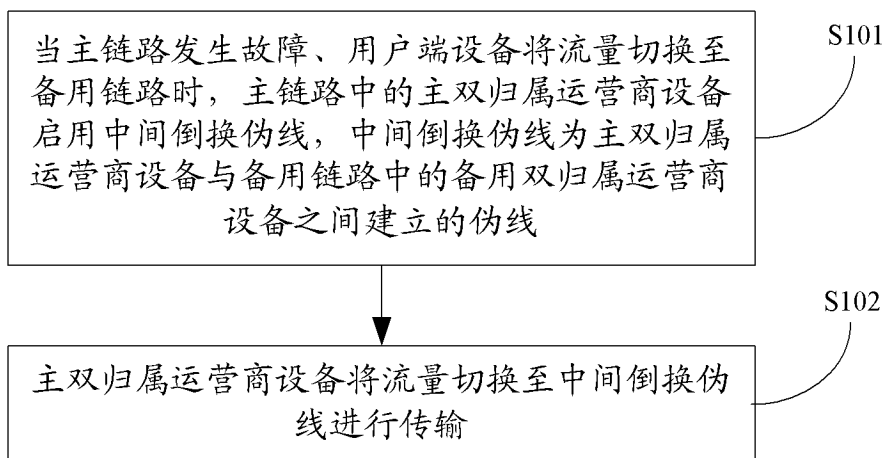 当主链路发生故障、用户端设备将流量切换至
备用链路时，主链路中的主双归属运营商设备
启用中间倒换伪线，中间倒换伪线为主双归属
运营商设备与备用链路中的备用双归属运营商
设备之间建立的伪线
S101
主双归属运营商设备将流量切换至中间倒换伪
线进行传输
S102